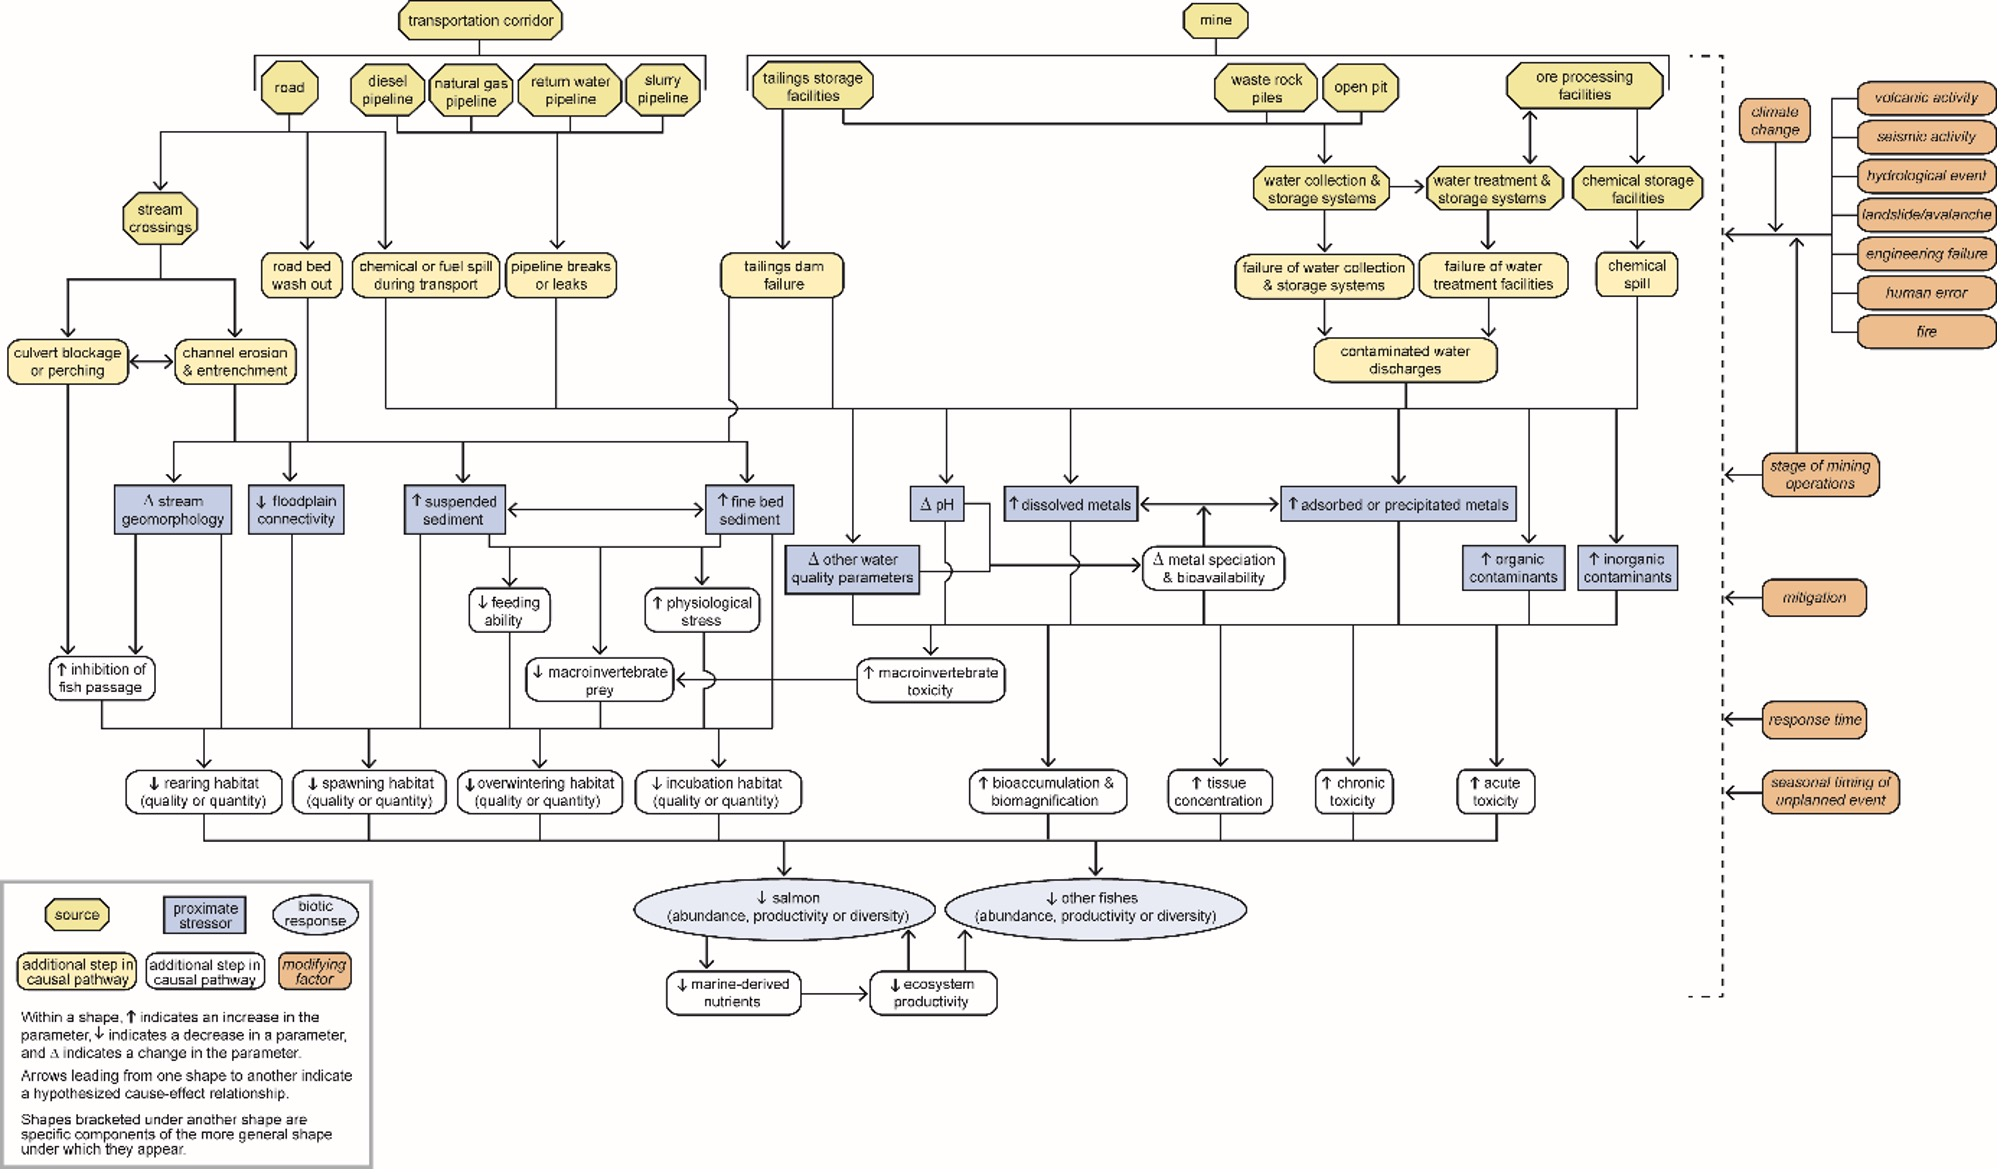 transportation corridor
mine
road
diesel
pipeline
natural gas
pipeline
return water
pipeline
slurry
pipeline
tailings storage
facilities
waste rock
piles
open pit
ore processing
facilities
climate
change
volcanic activity
seismic activity
hydrological event
landslide/avalanche
engineering failure
human error
fire
stream
crossings
water collection &
storage systems
water treatment &
storage systems
chemical storage
facilities
road bed
wash out
chemical or fuel spill
during transport
pipeline breaks
or leaks
tailings dam
failure
failure of water collection
& storage systems
failure of water
treatment facilities
chemical
spill
culvert blockage
or perching
channel erosion
& entrenchment
contaminated water
discharges
Δ stream
geomorphology
↓ floodplain
connectivity
↑ suspended
sediment
↑ fine bed
sediment
Δ pH
↑ dissolved metals
↑ adsorbed or precipitated metals
stage of mining
operations
Δ other water
quality parameters
Δ metal speciation
& bioavailability
↑ organic
contaminants
↑ inorganic
contaminants
↓ feeding
ability
↑ physiological
stress
mitigation
↑ inhibition of
fish passage
↓ macroinvertebrate
prey
↑ macroinvertebrate
toxicity
response time
↓ rearing habitat
(quality or quantity)
↓ spawning habitat
(quality or quantity)
↓ overwintering habitat
(quality or quantity)
↓ incubation habitat
(quality or quantity)
↑ bioaccumulation &
biomagnification
↑ tissue
concentration
↑ chronic
toxicity
↑ acute
toxicity
seasonal timing of
unplanned event
↓ salmon
(abundance, productivity or diversity)
↓ other fishes
(abundance, productivity or diversity)
↓ marine-derived
nutrients
↓ ecosystem
productivity
source
proximate
stressor
biotic
response
additional step in
causal pathway
additional step in
causal pathway
modifying
factor
Within a shape, ↑ indicates an increase in the
parameter, ↓ indicates a decrease in a parameter,
and Δ indicates a change in the parameter.
Arrows leading from one shape to another indicate
a hypothesized cause-effect relationship.
Shapes bracketed under another shape are
specific components of the more general shape
under which they appear.